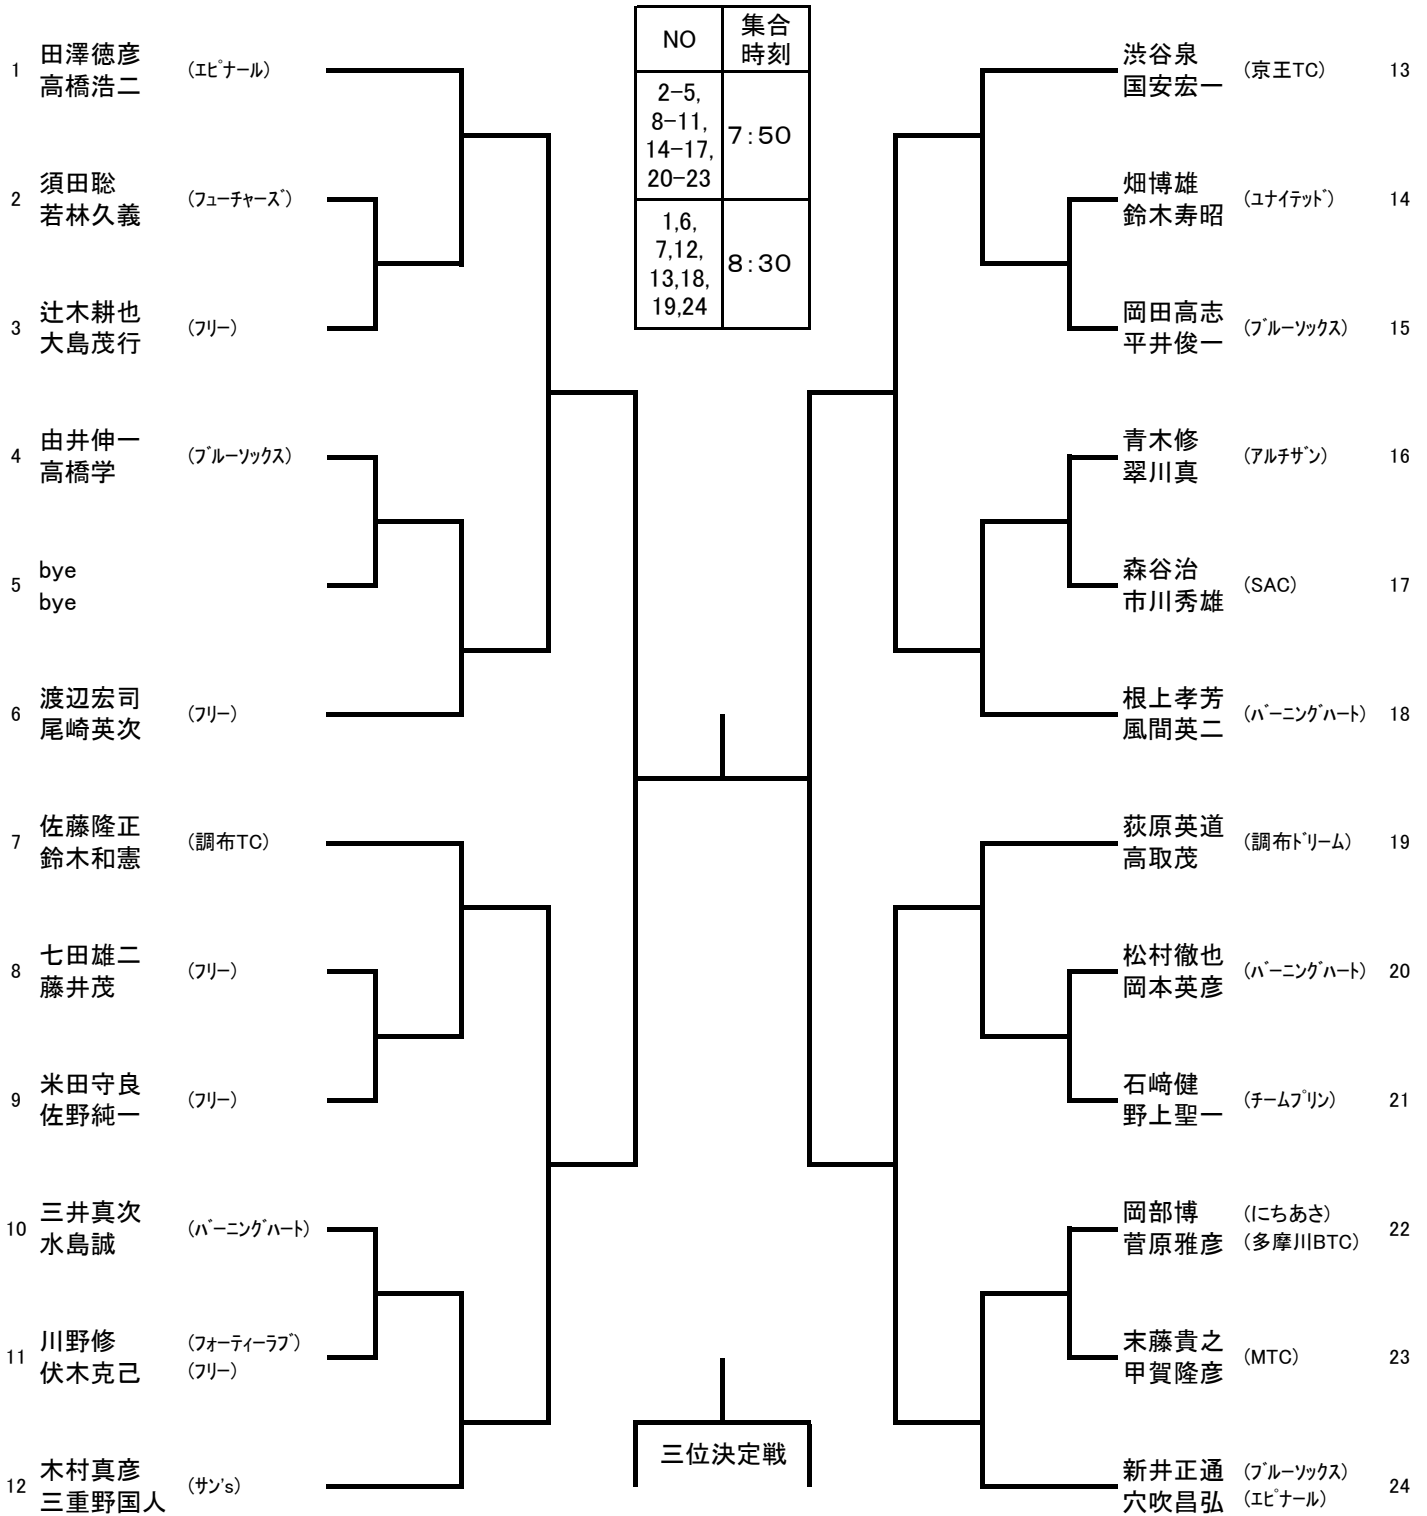 NO 集合時刻
2-5, 8-11, 14-17, 20-23 7:50
1,6, 7,12, 13,18, 19,24 8:30
1 田澤徳彦 (ｴﾋﾟﾅｰﾙ)
高橋浩二
2 須田聡 (ﾌｭｰﾁｬｰｽﾞ)
若林久義
3 辻木耕也 (ﾌﾘｰ)
大島茂行
4 由井伸一 (ﾌﾞﾙｰｿｯｸｽ)
高橋学
5 bye
bye
6 渡辺宏司 (ﾌﾘｰ)
尾崎英次
7 佐藤隆正 (調布TC)
鈴木和憲
8 七田雄二 (ﾌﾘｰ)
藤井茂
9 米田守良 (ﾌﾘｰ)
佐野純一
10 三井真次 (ﾊﾞｰﾆﾝｸﾞﾊｰﾄ)
水島誠
11 川野修 (ﾌｫｰﾃｨｰﾗﾌﾞ)
伏木克己 (ﾌﾘｰ)
12 木村真彦 (ｻﾝ's)
三重野国人
渋谷泉 (京王TC) 13
国安宏一
畑博雄 (ﾕﾅｲﾃｯﾄﾞ) 14
鈴木寿昭
岡田高志 (ﾌﾞﾙｰｿｯｸｽ) 15
平井俊一
青木修 (ｱﾙﾁｻﾞﾝ) 16
翠川真
森谷治 (SAC) 17
市川秀雄
根上孝芳 (ﾊﾞｰﾆﾝｸﾞﾊｰﾄ) 18
風間英二
荻原英道 (調布ﾄﾞﾘｰﾑ) 19
高取茂
松村徹也 (ﾊﾞｰﾆﾝｸﾞﾊｰﾄ) 20
岡本英彦
石﨑健 (ﾁｰﾑﾌﾟﾘﾝ) 21
野上聖一
岡部博 (にちあさ) 22
菅原雅彦 (多摩川BTC)
末藤貴之 (MTC) 23
甲賀隆彦
新井正通 (ﾌﾞﾙｰｿｯｸｽ) 24
穴吹昌弘 (ｴﾋﾟﾅｰﾙ)
三位決定戦